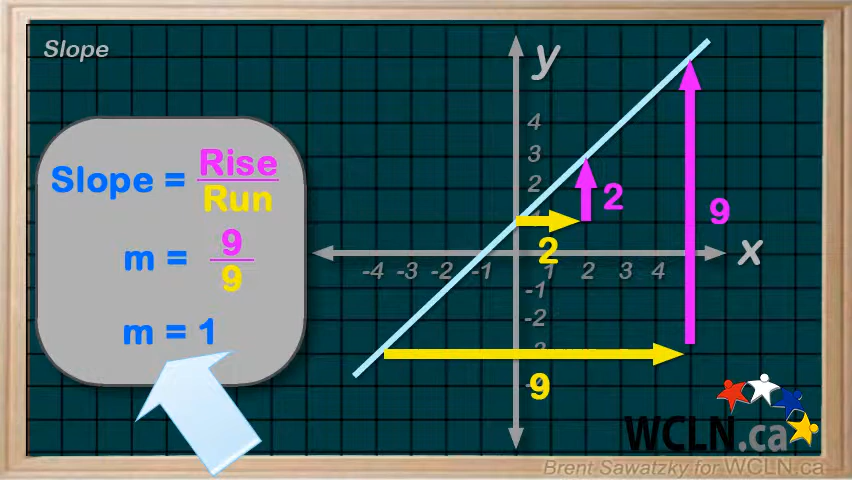 Slope
y
4
3
2
1
Slope = Rise
Run
2
9
m = 9
9
2
x
-4 -3 -2 -1 1 2 3 4
-1
-2
m = 1
-3
9
WCLN.ca
Brent Sawatzky for WCLN.ca